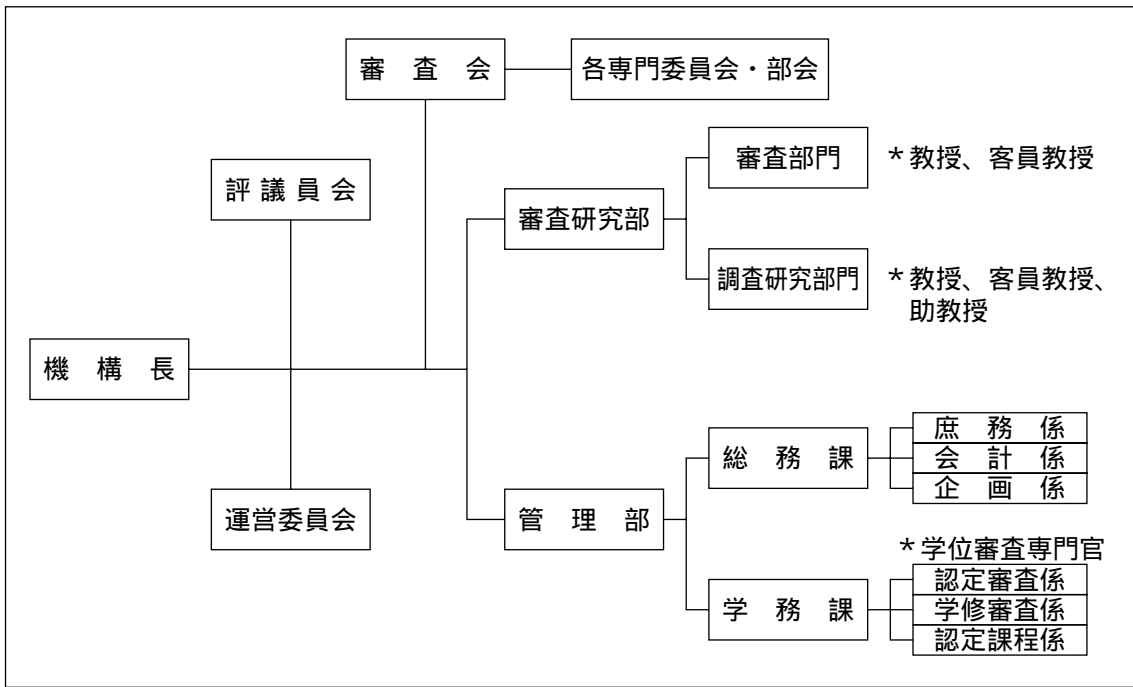 審査会
各専門委員会・部会
審査部門
*教授、客員教授
評議員会
審査研究部
調査研究部門
*教授、客員教授、
助教授
機構長
総務課
庶務係
会計係
企画係
運営委員会
管理部
*学位審査専門官
学務課
認定審査係
学修審査係
認定課程係